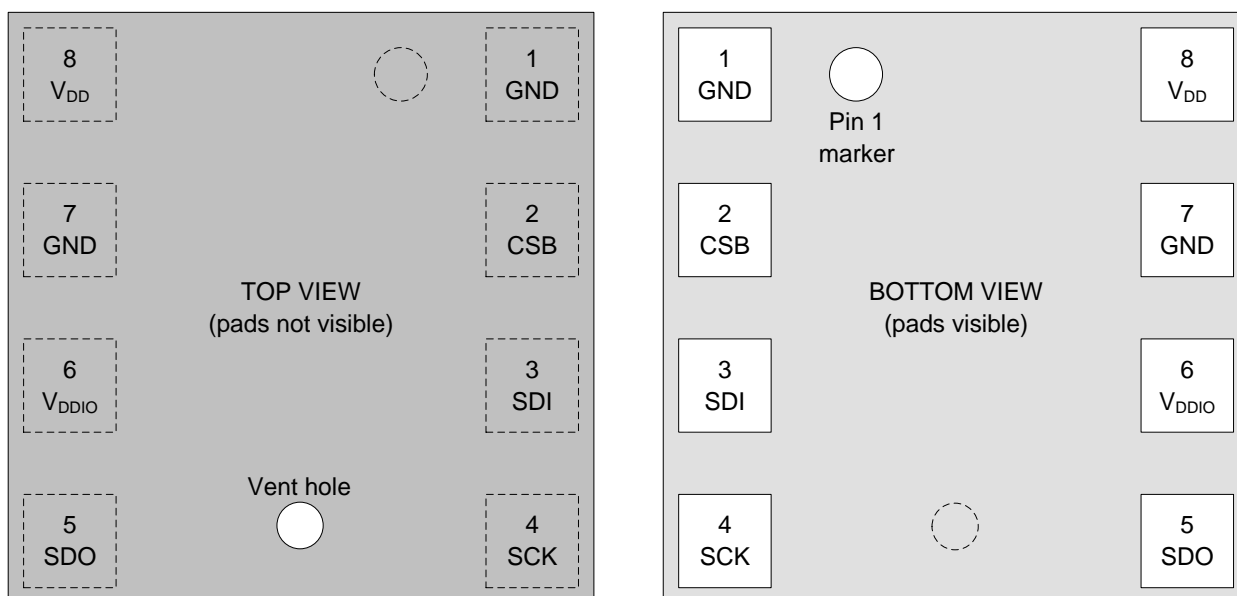 8
VDD
1
GND
7
GND
2
CSB
TOP VIEW
(pads not visible)
6
VDDIO
3
SDI
Vent hole
5
SDO
4
SCK
1
GND
Pin 1
marker
8
VDD
2
CSB
7
GND
BOTTOM VIEW
(pads visible)
3
SDI
6
VDDIO
4
SCK
5
SDO